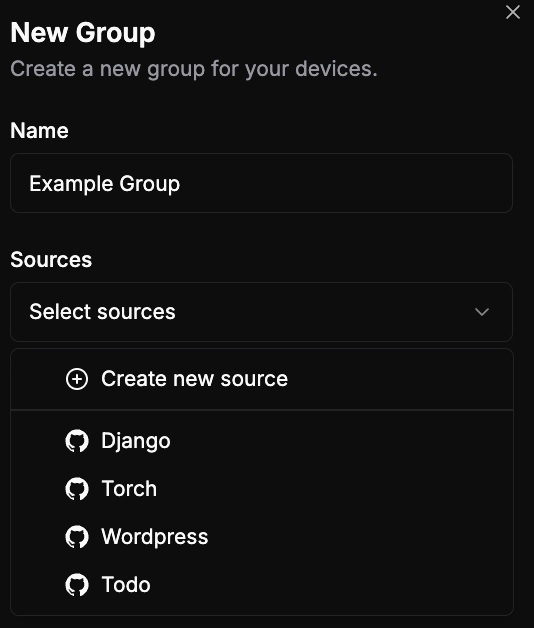 New Group
Create a new group for your devices.
Name
Example Group
Sources
Select sources
Create new source
Django
Torch
Wordpress
Todo